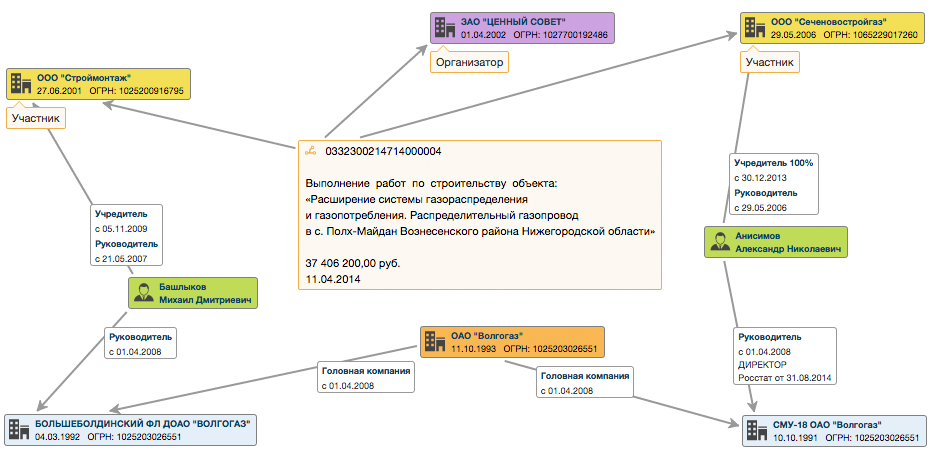 ЗАО "ЦЕННЫЙ СОВЕТ"
01.04.2002 ОГРН: 1027700192486
Организатор
ООО "Сеченовостройгаз"
29.05.2006 ОГРН: 1065229017260
Участник
ООО "Строймонтаж"
27.06.2001 ОГРН: 1025200916795
Участник
0332300214714000004
Выполнение работ по строительству объекта:
«Расширение системы газораспределения
и газопотребления. Распределительный газопровод
в с. Полх-Майдан Вознесенского района Нижегородской области»
37 406 200,00 руб.
11.04.2014
Учредитель 100%
с 30.12.2013
Руководитель
с 29.05.2006
Учредитель
с 05.11.2009
Руководитель
с 21.05.2007
Анисимов
Александр Николаевич
Башлыков
Михаил Дмитриевич
Руководитель
с 01.04.2008
ОАО "Волгогаз"
11.10.1993 ОГРН: 1025203026551
Руководитель
с 01.04.2008
ДИРЕКТОР
Росстат от 31.08.2014
Головная компания
с 01.04.2008
Головная компания
с 01.04.2008
БОЛЬШЕБОЛДИНСКИЙ ФЛ ДОАО "ВОЛГОГАЗ"
04.03.1992 ОГРН: 1025203026551
СМУ-18 ОАО "Волгогаз"
10.10.1991 ОГРН: 1025203026551